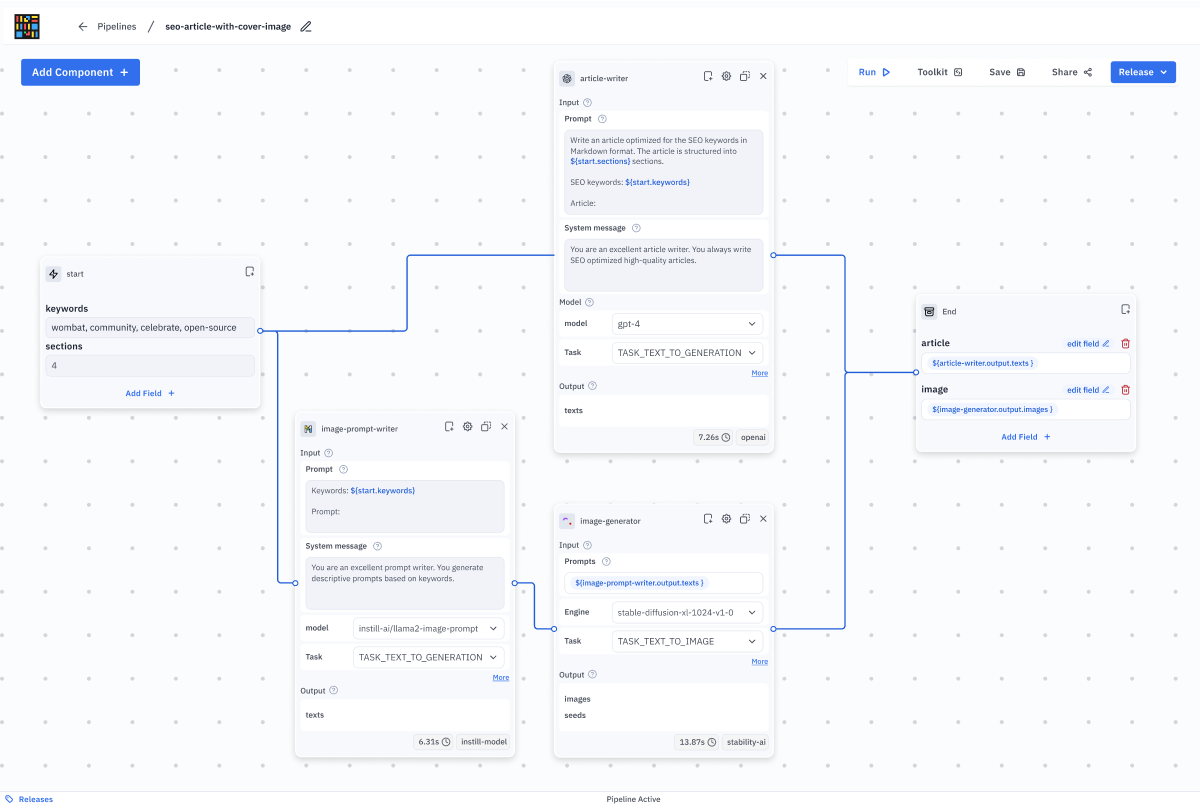 Pipelines / seo-article-with-cover-image
Add Component +
Run
Toolkit
Save
Share
Release
start
keywords
wombat, community, celebrate, open-source
sections
4
Add Field +
article-writer
Input
Prompt
Write an article optimized for the SEO keywords in
Markdown format. The article is structured into
${start.sections} sections.
SEO keywords: ${start.keywords}
Article:
System message
You are an excellent article writer. You always write
SEO optimized high-quality articles.
Model
model
gpt-4
Task
TASK_TEXT_TO_GENERATION
More
Output
texts
7.26s
openai
image-prompt-writer
Input
Prompt
Keywords: ${start.keywords}
Prompt:
System message
You are an excellent prompt writer. You generate
descriptive prompts based on keywords.
model
instill-ai/llama2-image-prompt
Task
TASK_TEXT_TO_GENERATION
More
Output
texts
6.31s
instill-model
image-generator
Input
Prompts
${image-prompt-writer.output.texts }
Engine
stable-diffusion-xl-1024-v1-0
Task
TASK_TEXT_TO_IMAGE
More
Output
images
seeds
13.87s
stability-ai
End
article
edit field
${article-writer.output.texts }
image
edit field
${image-generator.output.images }
Add Field +
Releases
Pipeline Active